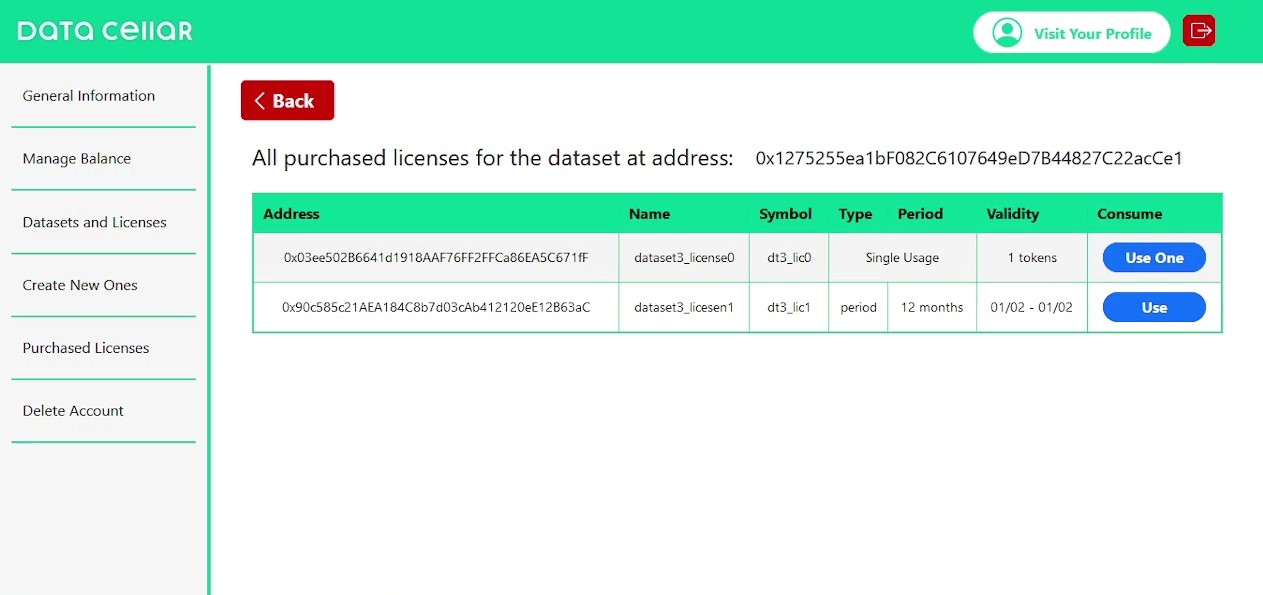 DATA CELLAR
Visit Your Profile
General Information
Manage Balance
Datasets and Licenses
Create New Ones
Purchased Licenses
Delete Account
Back
All purchased licenses for the dataset at address: 0x1275255ea1bF082C6107649eD7B44827C22acCe1
Address Name Symbol Type Period Validity Consume
0x03ee502B6641d1918AAF76FF2FFCa86EA5C671fF dataset3_license0 dt3_lic0 Single Usage 1 tokens Use One
0x90c585c21AEA184C8b7d03cAb412120eE12B63aC dataset3_licesen1 dt3_lic1 period 12 months 01/02 - 01/02 Use